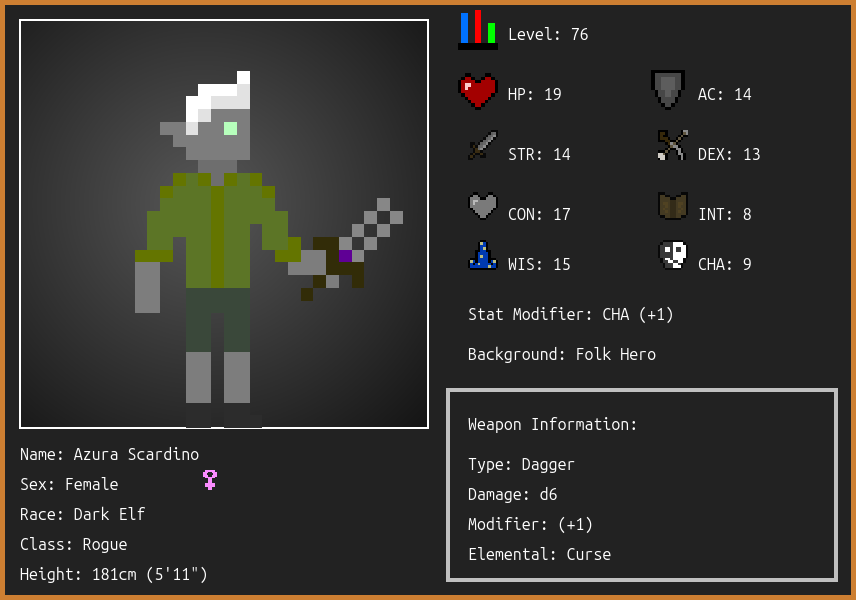 Level: 76
HP: 19
AC: 14
STR: 14
DEX: 13
CON: 17
INT: 8
WIS: 15
CHA: 9
Stat Modifier: CHA (+1)
Background: Folk Hero
Weapon Information:
Type: Dagger
Damage: d6
Modifier: (+1)
Elemental: Curse
Name: Azura Scardino
Sex: Female
Race: Dark Elf
Class: Rogue
Height: 181cm (5'11")